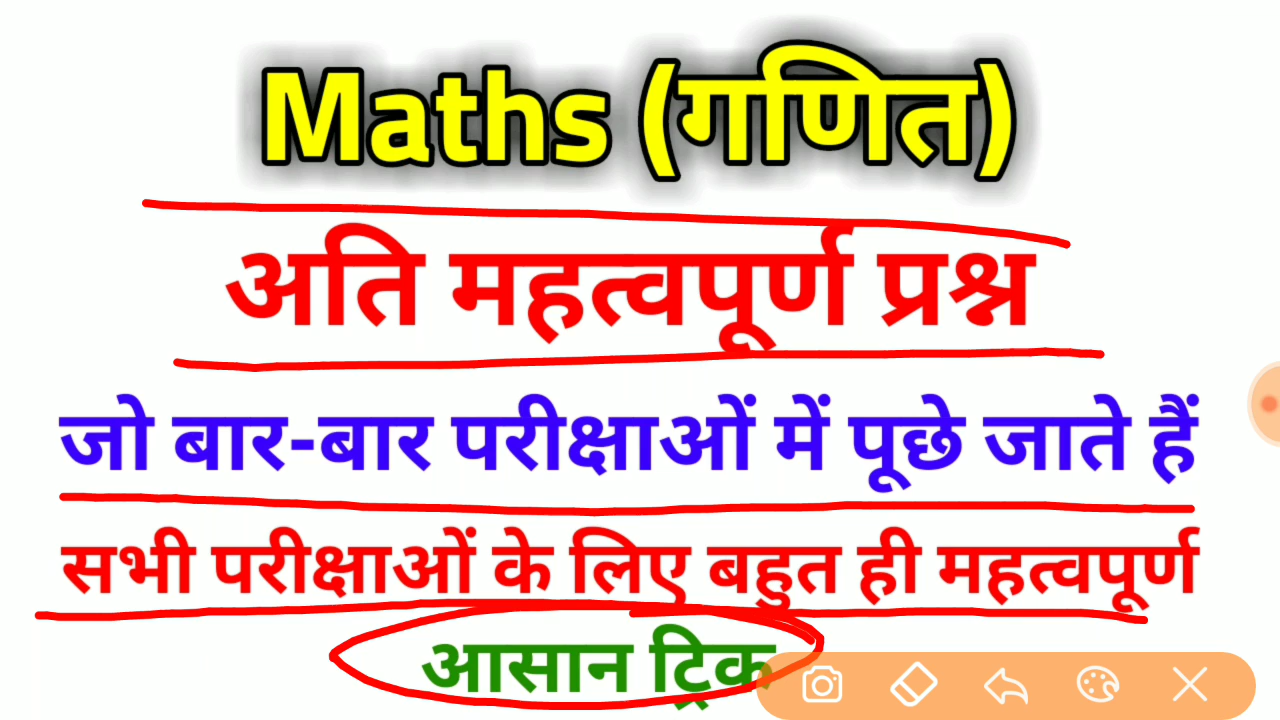 Maths (गणित)
अति महत्वपूर्ण प्रश्न
जो बार-बार परीक्षाओं में पूछे जाते हैं
सभी परीक्षाओं के लिए बहुत ही महत्वपूर्ण
आसान ट्रिक